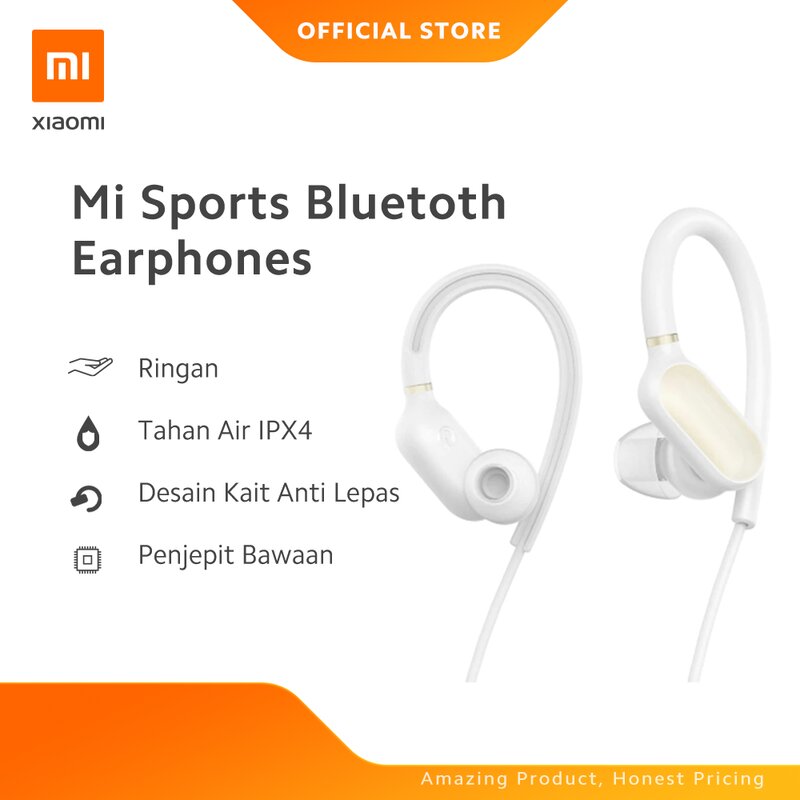 OFFICIAL STORE
mi
xiaomi
Mi Sports Bluetoth
Earphones
Ringan
Tahan Air IPX4
Desain Kait Anti Lepas
Penjepit Bawaan
Amazing Product, Honest Pricing